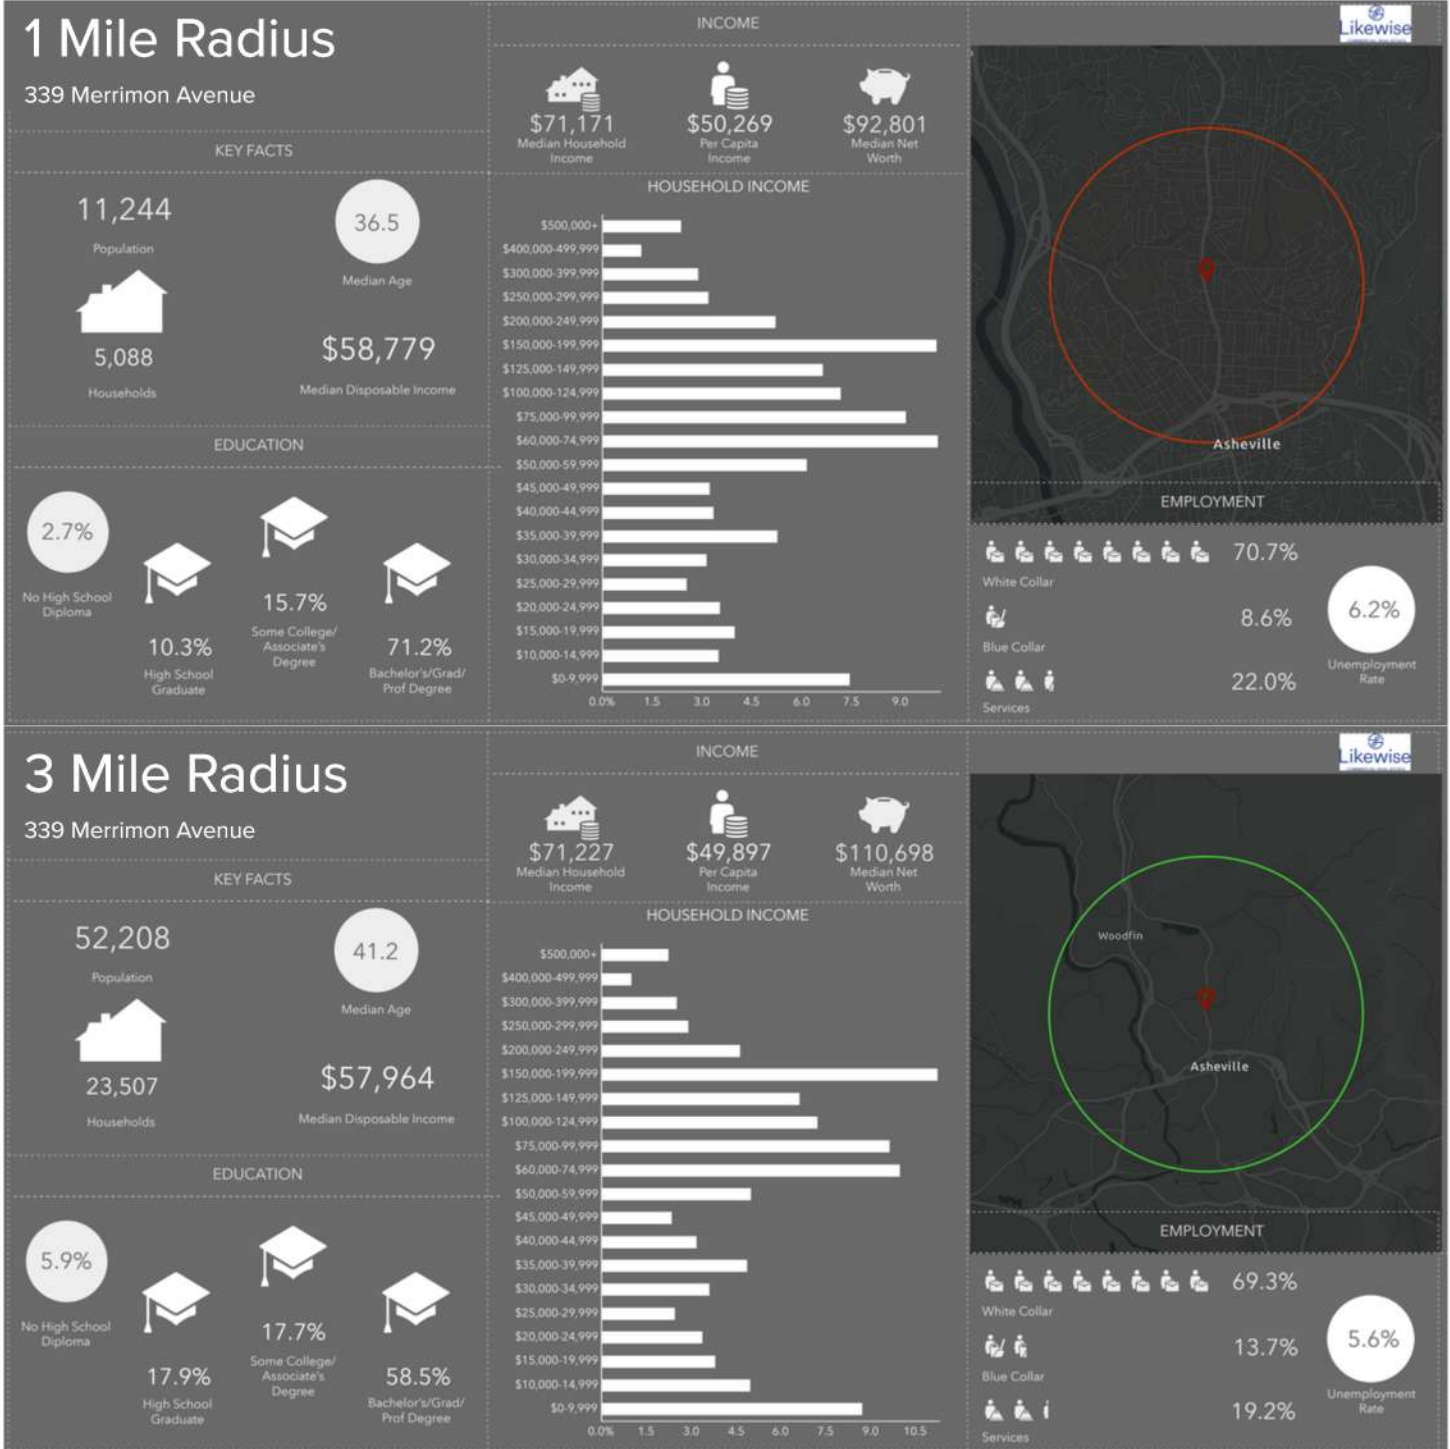 1 Mile Radius
339 Merrimon Avenue
KEY FACTS
11,244
Population
36.5
Median Age
5,088
Households
$58,779
Median Disposable Income
EDUCATION
2.7%
No High School
Diploma
10.3%
High School
Graduate
15.7%
Some College/
Associate's
Degree
71.2%
Bachelor's/Grad/
Prof Degree
INCOME
$71,171
Median Household
Income
$50,269
Per Capita
Income
$92,801
Median Net
Worth
HOUSEHOLD INCOME
$500,000+
$400,000-499,999
$300,000-399,999
$250,000-299,999
$200,000-249,999
$150,000-199,999
$125,000-149,999
$100,000-124,999
$75,000-99,999
$60,000-74,999
$50,000-59,999
$45,000-49,999
$40,000-44,999
$35,000-39,999
$30,000-34,999
$25,000-29,999
$20,000-24,999
$15,000-19,999
$10,000-14,999
$0-9,999
0.0% 1.5 3.0 4.5 6.0 7.5 9.0
Likewise
Asheville
EMPLOYMENT
70.7%
White Collar
8.6%
Blue Collar
22.0%
Services
6.2%
Unemployment
Rate
3 Mile Radius
339 Merrimon Avenue
KEY FACTS
52,208
Population
41.2
Median Age
23,507
Households
$57,964
Median Disposable Income
EDUCATION
5.9%
No High School
Diploma
17.9%
High School
Graduate
17.7%
Some College/
Associate's
Degree
58.5%
Bachelor's/Grad/
Prof Degree
INCOME
$71,227
Median Household
Income
$49,897
Per Capita
Income
$110,698
Median Net
Worth
HOUSEHOLD INCOME
$500,000+
$400,000-499,999
$300,000-399,999
$250,000-299,999
$200,000-249,999
$150,000-199,999
$125,000-149,999
$100,000-124,999
$75,000-99,999
$60,000-74,999
$50,000-59,999
$45,000-49,999
$40,000-44,999
$35,000-39,999
$30,000-34,999
$25,000-29,999
$20,000-24,999
$15,000-19,999
$10,000-14,999
$0-9,999
0.0% 1.5 3.0 4.5 6.0 7.5 9.0 10.5
Likewise
Woodfin
Asheville
EMPLOYMENT
69.3%
White Collar
13.7%
Blue Collar
19.2%
Services
5.6%
Unemployment
Rate